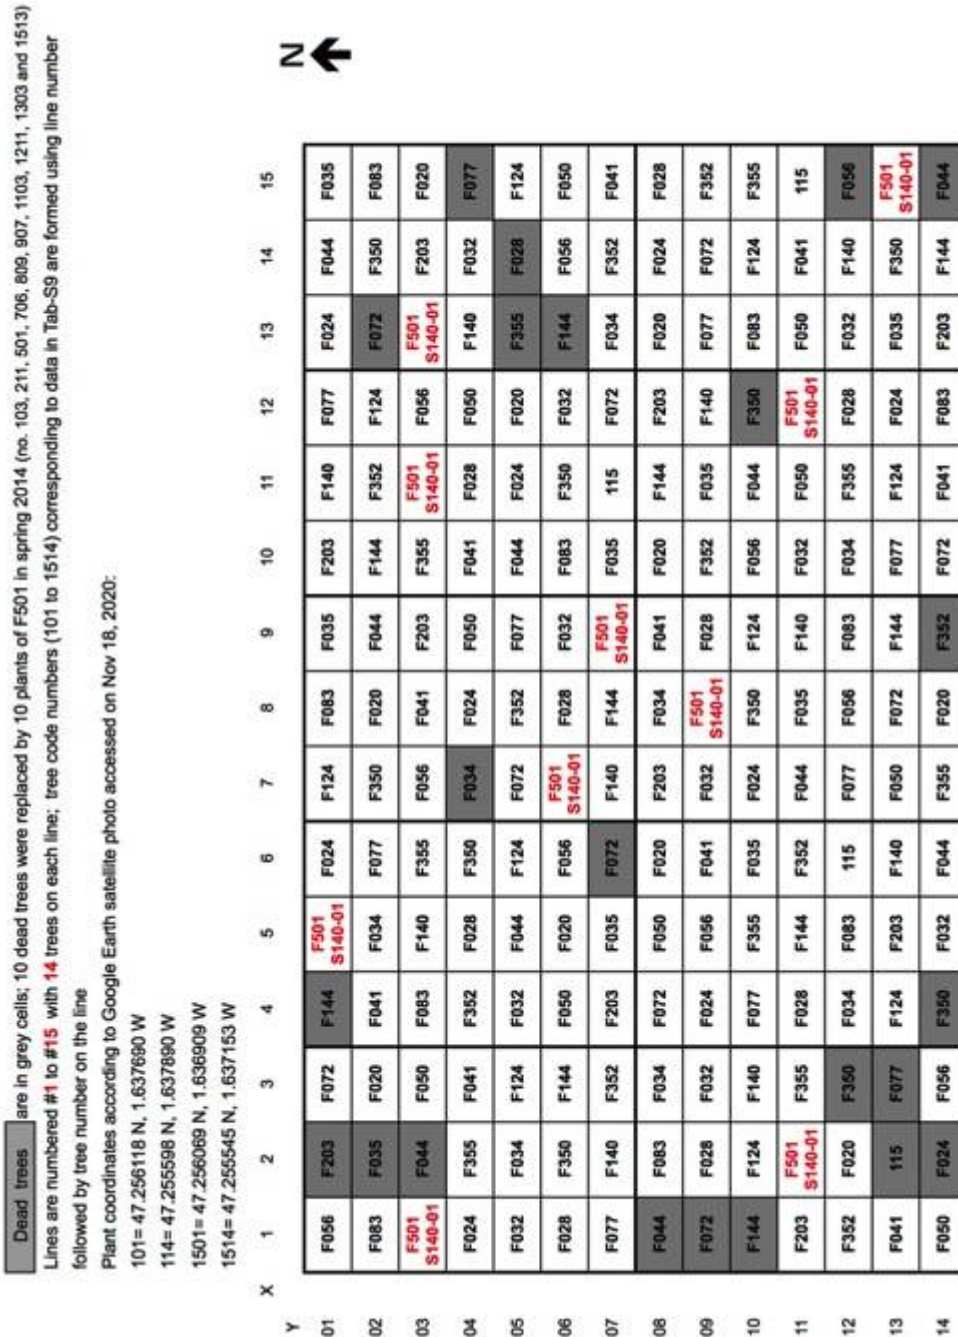 Dead trees are in grey cells; 10 dead trees were replaced by 10 plants of F501 in spring 2014 (no. 103, 211, 501, 706, 809, 907, 1103, 1211, 1303 and 1513)
Lines are numbered #1 to #15 with 14 trees on each line; tree code numbers (101 to 1514) corresponding to data in Tab-S9 are formed using line number
followed by tree number on the line
Plant coordinates according to Google Earth satellite photo accessed on Nov 18, 2020:
101= 47.256118 N, 1.637690 W
114= 47.255598 N, 1.637890 W
1501= 47.256069 N, 1.636909 W
1514= 47.255545 N, 1.637153 W
N
X 1 2 3 4 5 6 7 8 9 10 11 12 13 14 15
Y
01 F056 F203 F072 F144 F501 S140-01 F024 F124 F083 F035 F203 F140 F077 F024 F044 F035
02 F083 F035 F020 F041 F034 F077 F350 F020 F044 F144 F352 F124 F072 F350 F083
03 F501 S140-01 F044 F050 F083 F140 F355 F056 F041 F203 F355 F501 S140-01 F056 F501 S140-01 F203 F020
04 F024 F355 F041 F352 F028 F350 F034 F024 F050 F041 F028 F050 F140 F032 F077
05 F032 F034 F124 F032 F044 F124 F072 F352 F077 F044 F024 F020 F355 F028 F124
06 F028 F350 F144 F050 F020 F056 F501 S140-01 F028 F032 F083 F350 F032 F144 F056 F050
07 F077 F140 F352 F203 F035 F072 F140 F144 F501 S140-01 F035 115 F072 F034 F352 F041
08 F044 F083 F034 F072 F050 F020 F203 F034 F041 F020 F144 F203 F020 F024 F028
09 F072 F028 F032 F024 F056 F041 F032 F501 S140-01 F028 F352 F035 F140 F077 F072 F352
10 F144 F124 F140 F077 F355 F035 F024 F350 F124 F056 F044 F350 F083 F124 F355
11 F203 F501 S140-01 F355 F028 F144 F352 F044 F035 F140 F032 F050 F501 S140-01 F050 F041 115
12 F352 F020 F350 F034 F083 115 F077 F056 F083 F034 F355 F028 F032 F140 F056
13 F041 115 F077 F124 F203 F140 F050 F072 F144 F077 F124 F024 F035 F350 F501 S140-01
14 F050 F024 F056 F350 F032 F044 F355 F020 F352 F072 F041 F083 F203 F144 F044